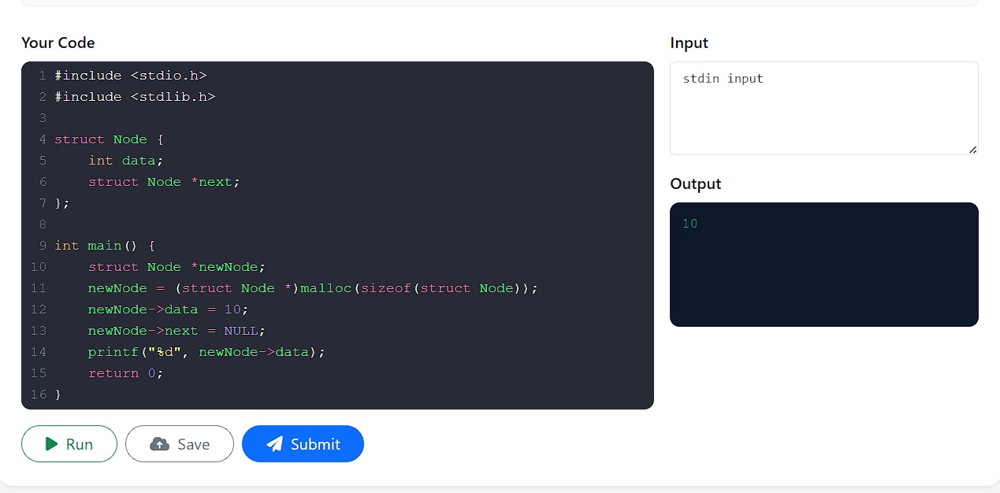 Your Code
1 #include <stdio.h>
2 #include <stdlib.h>
3
4 struct Node {
5     int data;
6     struct Node *next;
7 };
8
9 int main() {
10     struct Node *newNode;
11     newNode = (struct Node *)malloc(sizeof(struct Node));
12     newNode->data = 10;
13     newNode->next = NULL;
14     printf("%d", newNode->data);
15     return 0;
16 }
Run
Save
Submit
Input
stdin input
Output
10